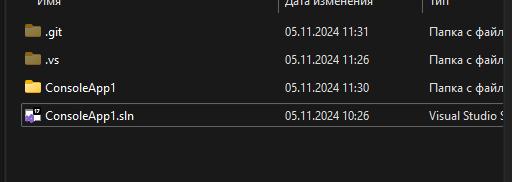 Имя Дата изменения Тип
.git 05.11.2024 11:31 Папка с файл
.vs 05.11.2024 11:26 Папка с файл
ConsoleApp1 05.11.2024 11:30 Папка с файл
ConsoleApp1.sln 05.11.2024 10:26 Visual Studio S